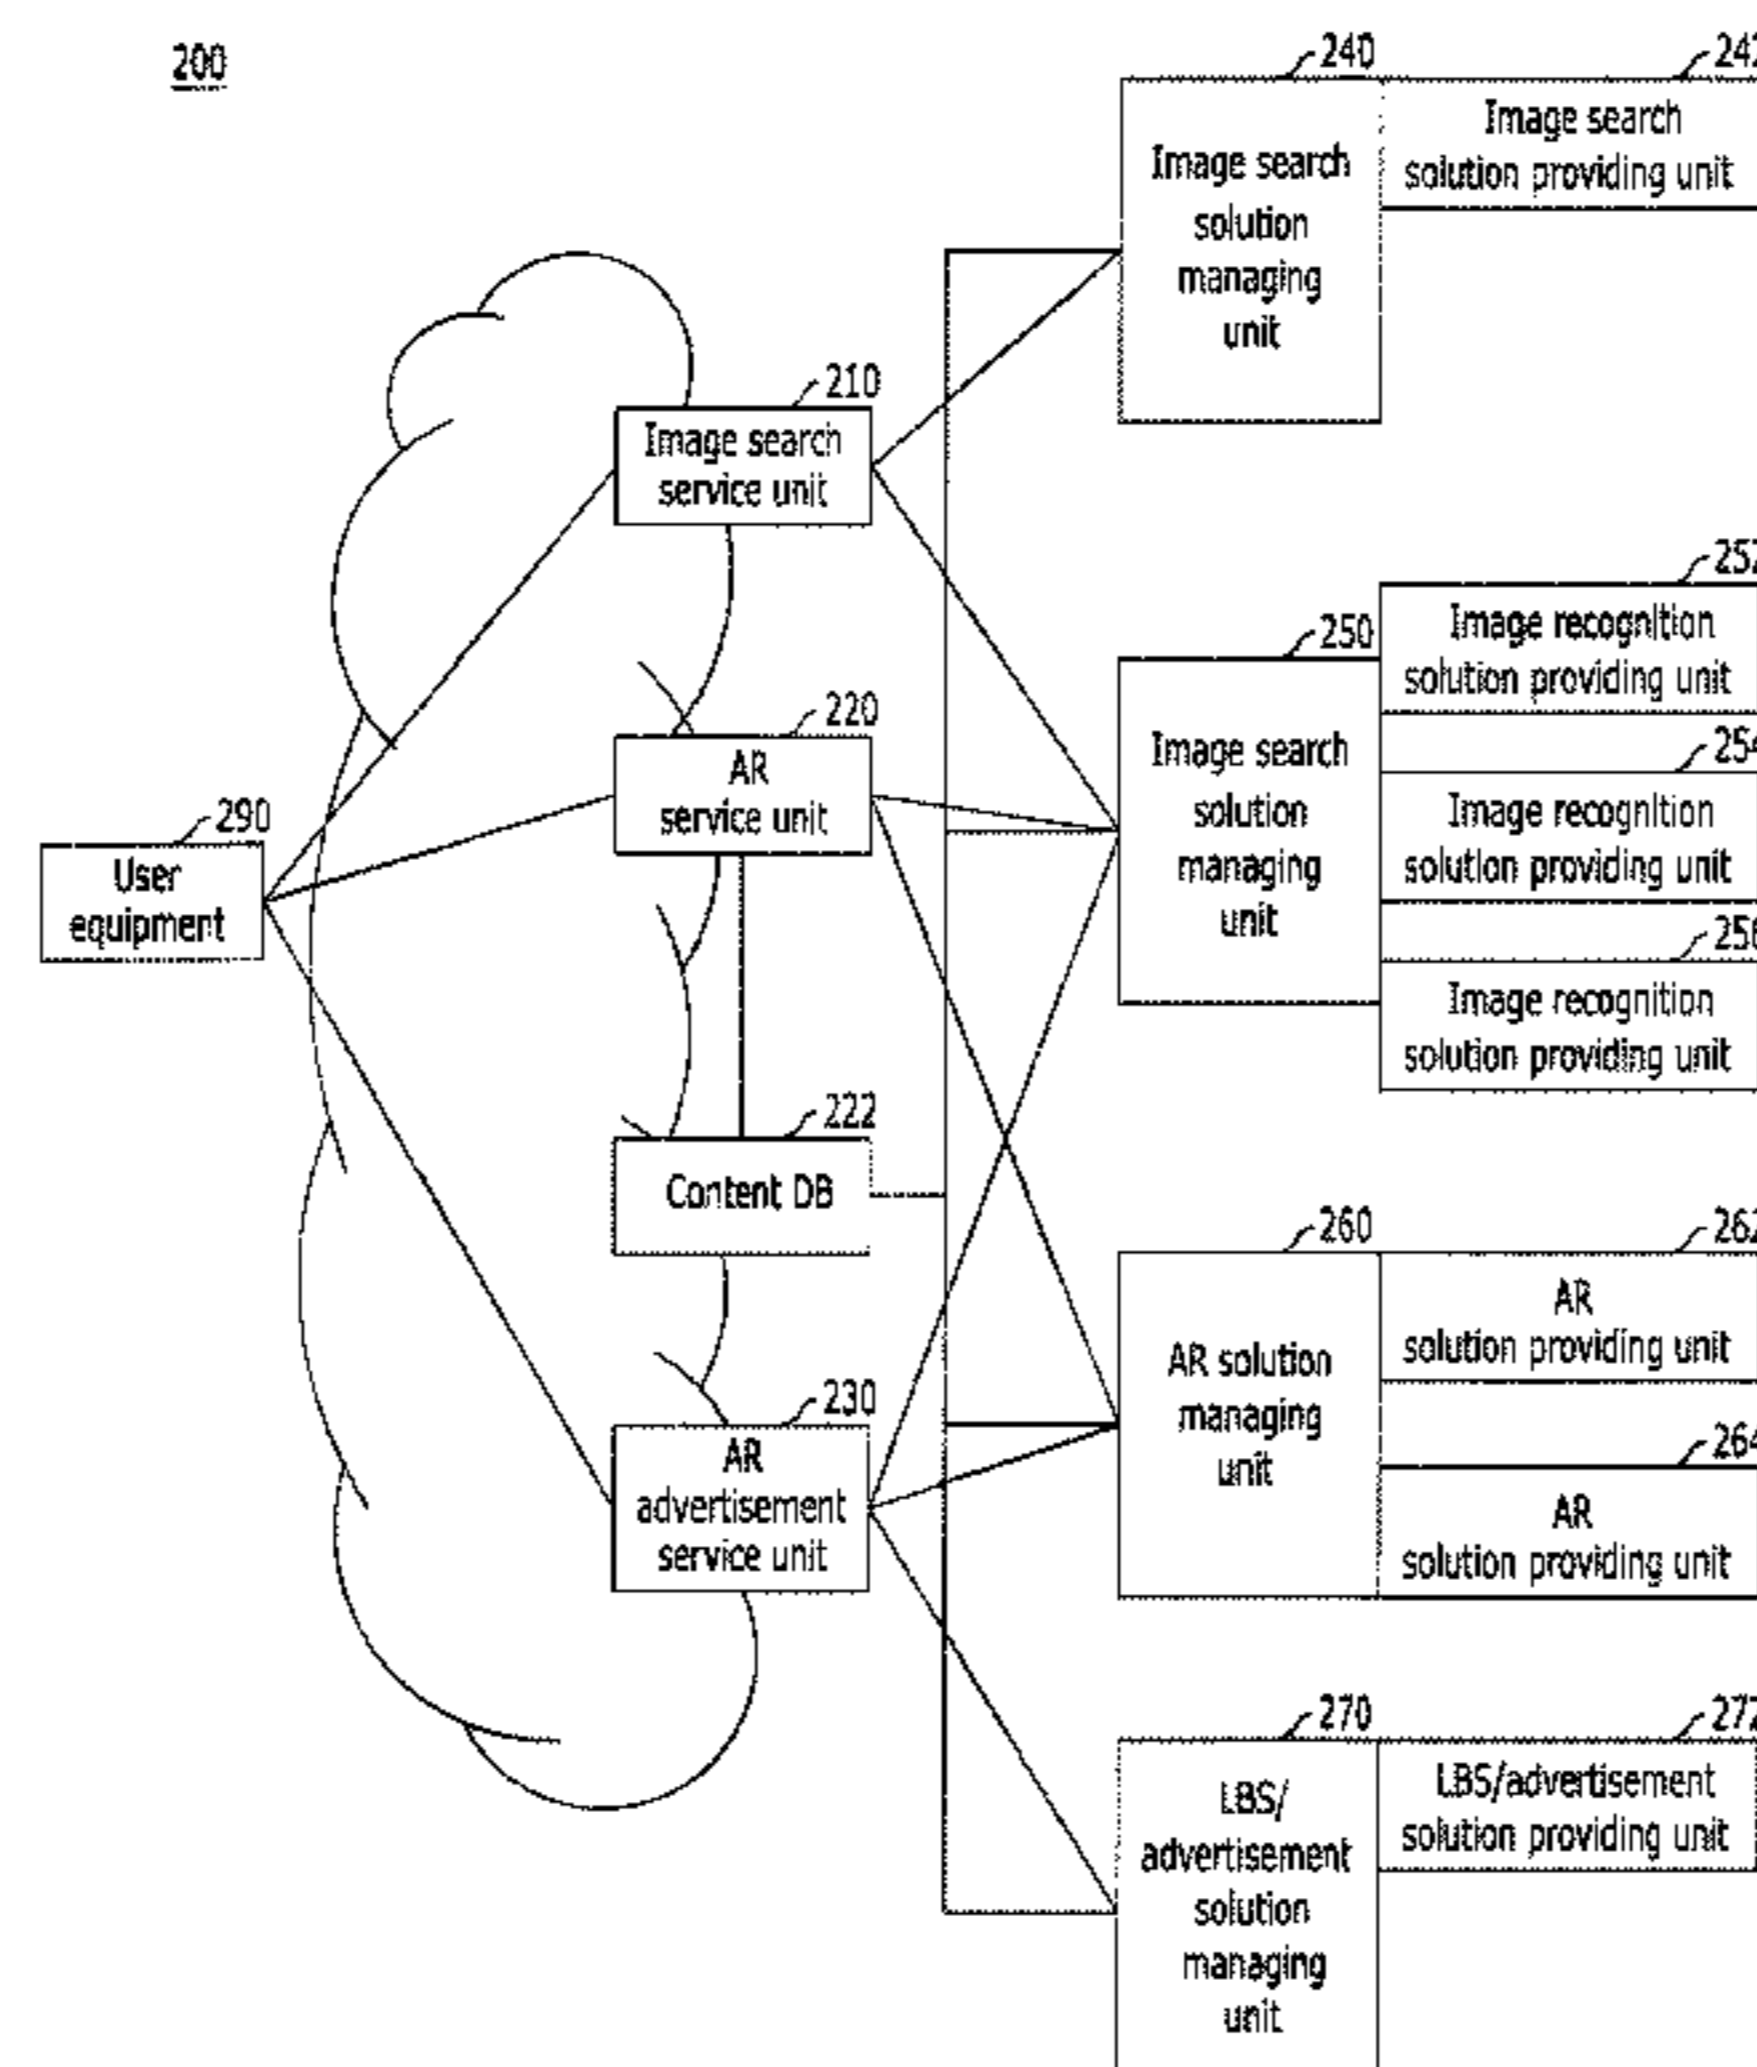 200
240
242
Image search
solution
managing
unit
Image search
solution providing unit
210
Image search
service unit
252
250
Image search
solution
managing
unit
Image recognition
solution providing unit
254
Image recognition
solution providing unit
256
Image recognition
solution providing unit
220
AR
service unit
290
User
equipment
222
Content DB
260
262
AR solution
managing
unit
AR
solution providing unit
264
AR
solution providing unit
230
AR
advertisement
service unit
270
272
LBS/
advertisement
solution
managing
unit
LBS/advertisement
solution providing unit